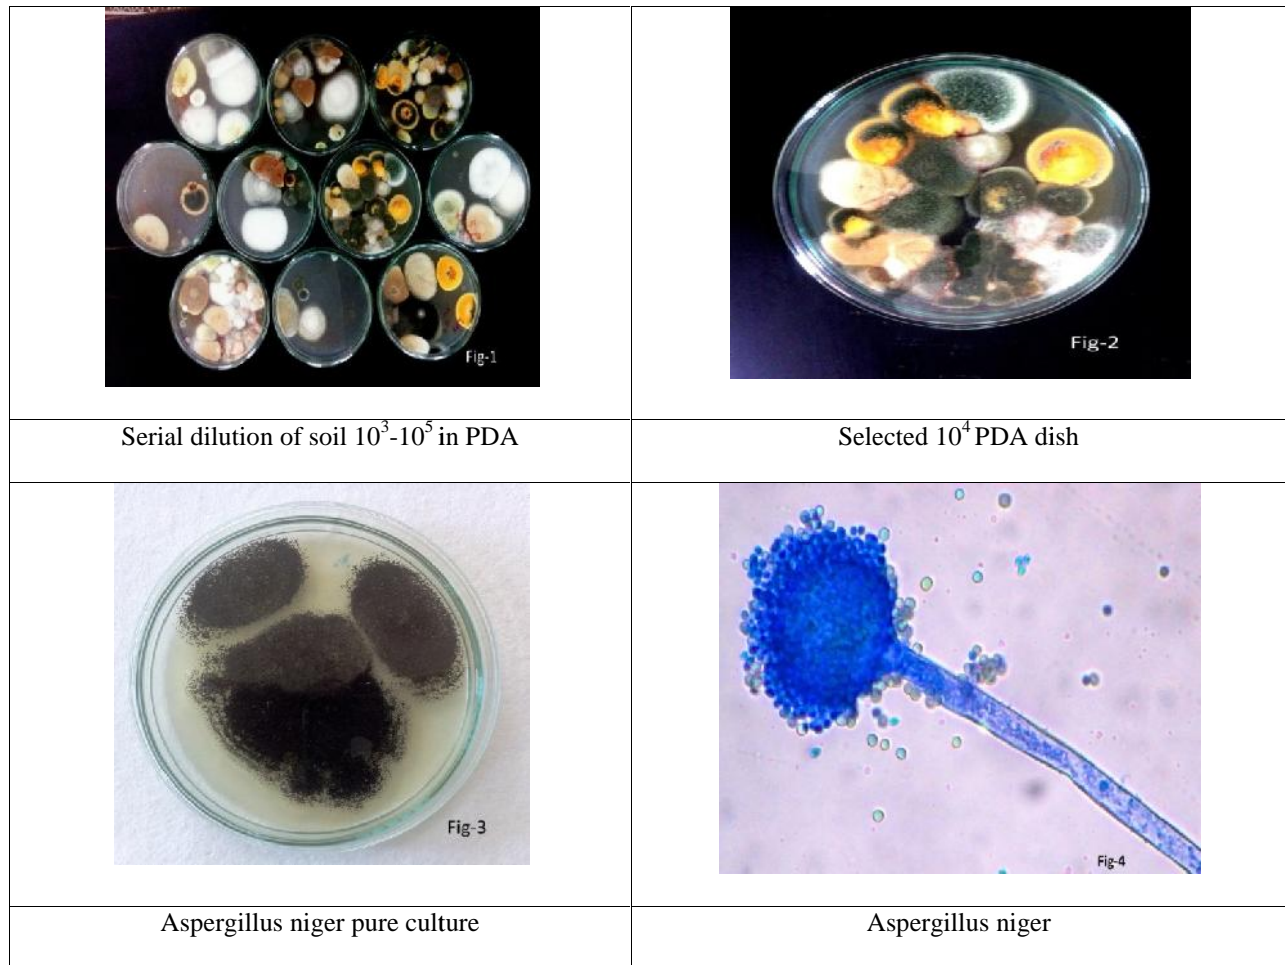 Fig-1
Fig-2
Serial dilution of soil 10³-10⁵ in PDA
Selected 10⁴ PDA dish
Fig-3
Fig-4
Aspergillus niger pure culture
Aspergillus niger